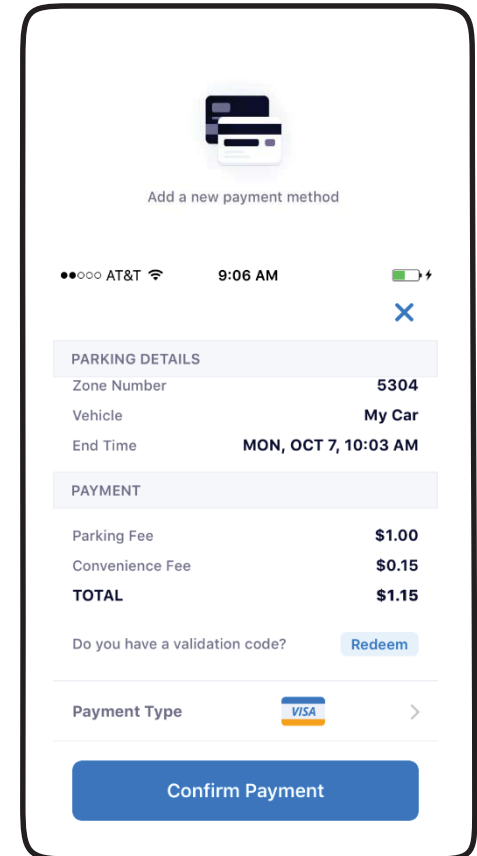 Add a new payment method
AT&T 9:06 AM
PARKING DETAILS
Zone Number 5304
Vehicle My Car
End Time MON, OCT 7, 10:03 AM
PAYMENT
Parking Fee $1.00
Convenience Fee $0.15
TOTAL $1.15
Do you have a validation code? Redeem
Payment Type VISA
Confirm Payment